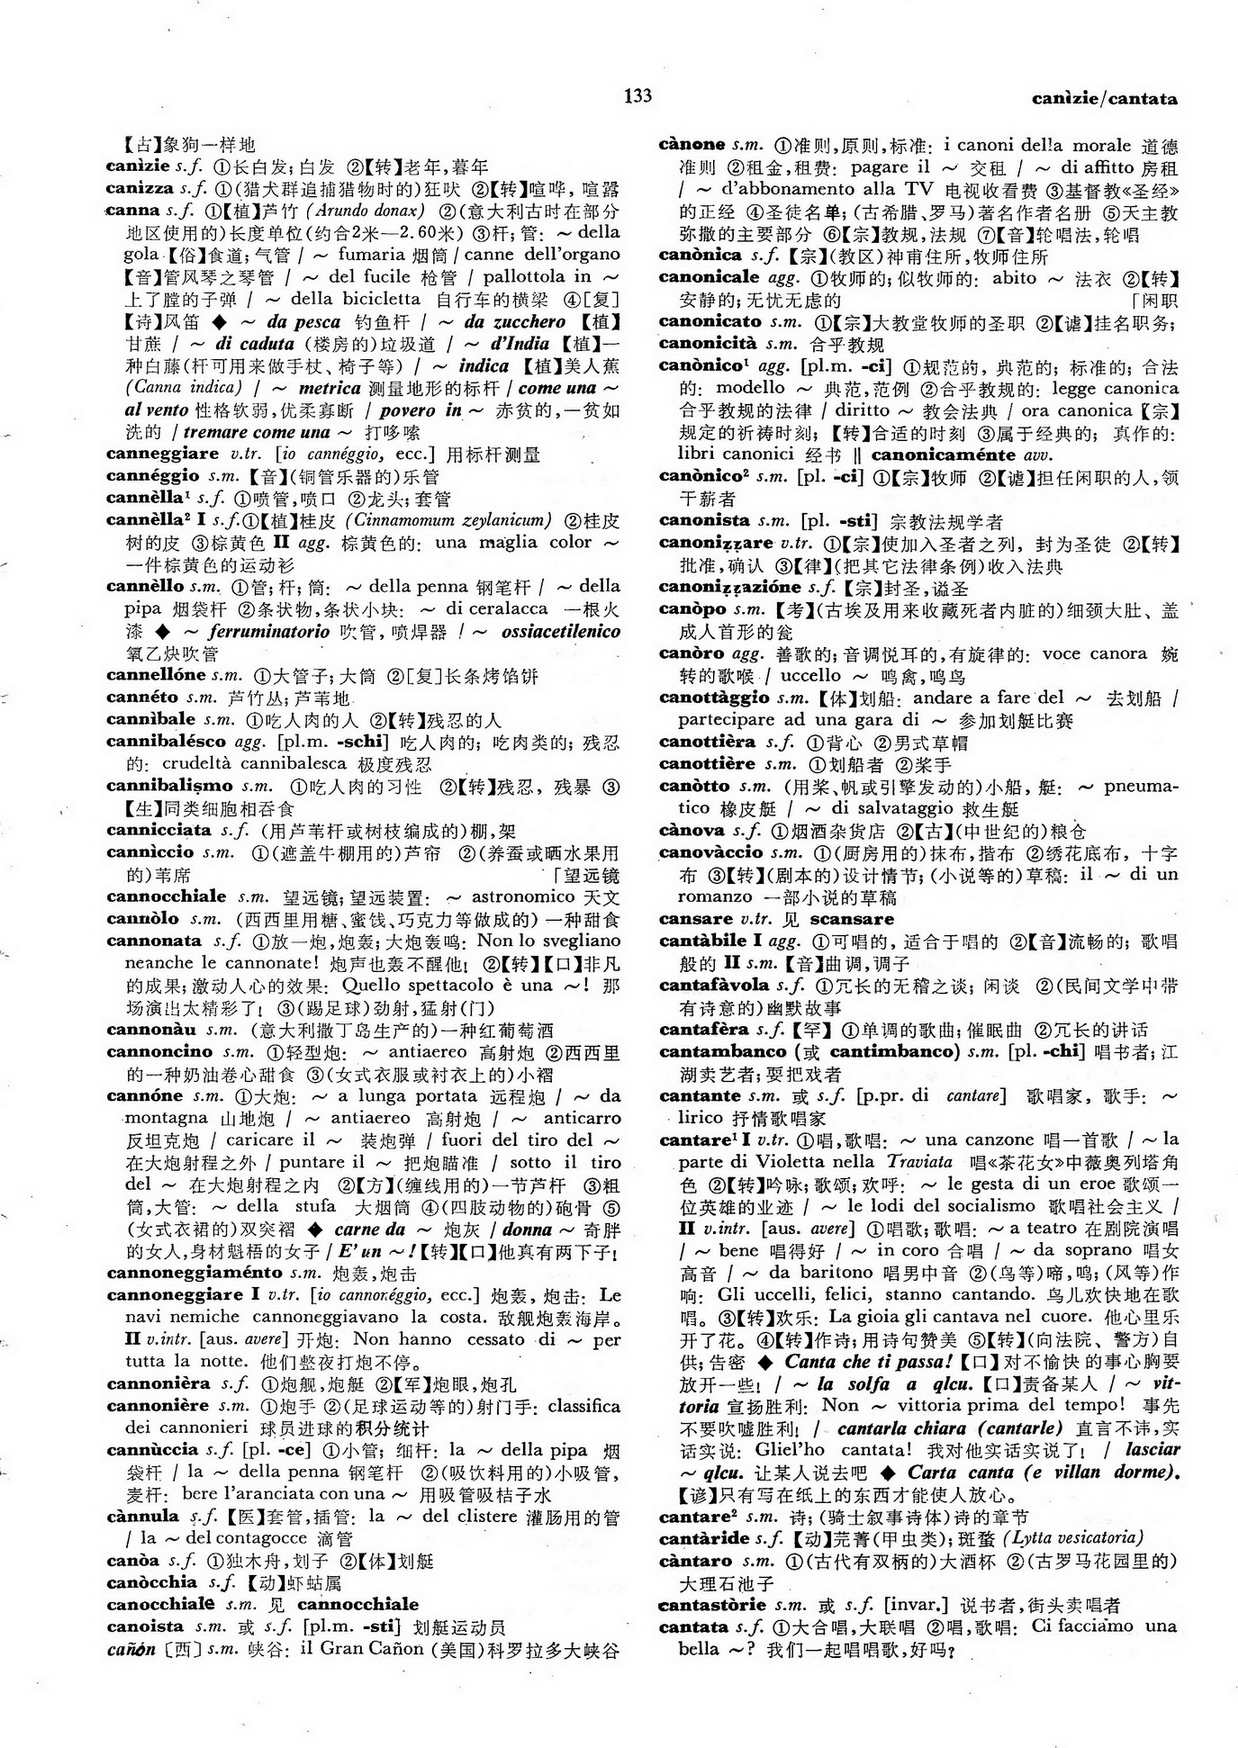 133
canìzie/cantata
【古】象狗一样地
canìzie s.f. ①长白发; 白发 ②【转】老年,暮年
canizza s.f. ①(猎犬群追捕猎物时的)狂吠 ②【转】喧哗, 喧嚣
canna s.f. ①【植】芦竹 (Arundo donax) ②(意大利古时在部分
地区使用的)长度单位(约合2米—2.60米) ③杆; 管: ～ della
gola【俗】食道; 气管 / ～ fumaria 烟筒 / canne dell'organo
【音】管风琴之琴管 / ～ del fucile 枪管 / pallottola in ～
上了膛的子弹 / ～ della bicicletta 自行车的横梁 ④[复]
【诗】风笛 ◆ ～ da pesca 钓鱼杆 / ～ da zucchero 【植】
甘蔗 / ～ di caduta (楼房的)垃圾道 / ～ d'India 【植】一
种白藤(杆可用来做手杖、椅子等) / ～ indica 【植】美人蕉
(Canna indica) / ～ metrica 测量地形的标杆 / come una ～
al vento 性格软弱,优柔寡断 / povero in ～ 赤贫的,一贫如
洗的 / tremare come una ～ 打哆嗦
canneggiare v.tr. [io cannéggio, ecc.] 用标杆测量
cannéggio s.m. 【音】(铜管乐器的)乐管
cannèlla¹ s.f. ①喷管,喷口 ②龙头; 套管
cannèlla² I s.f.①【植】桂皮 (Cinnamomum zeylanicum) ②桂皮
树的皮 ③棕黄色 II agg. 棕黄色的: una maglia color ～
一件棕黄色的运动衫
cannèllo s.m. ①管; 杆; 筒: ～ della penna 钢笔杆 / ～ della
pipa 烟袋杆 ②条状物,条状小块: ～ di ceralacca 一根火
漆 ◆ ～ ferruminatorio 吹管, 喷焊器 / ～ ossiacetilenico
氧乙炔吹管
cannellóne s.m. ①大管子; 大筒 ②[复]长条烤馅饼
cannéto s.m. 芦竹丛; 芦苇地
cannìbale s.m. ①吃人肉的人 ②【转】残忍的人
cannibalésco agg. [pl.m. -schi] 吃人肉的; 吃肉类的; 残忍
的: crudeltà cannibalesca 极度残忍
cannibalismo s.m. ①吃人肉的习性 ②【转】残忍, 残暴 ③
【生】同类细胞相吞食
cannicciata s.f. (用芦苇杆或树枝编成的)棚,架
cannìccio s.m. ①(遮盖牛棚用的)芦帘 ②(养蚕或晒水果用
的)苇席 「望远镜
cannocchiale s.m. 望远镜; 望远装置: ～ astronomico 天文
cannòlo s.m. (西西里用糖、蜜饯、巧克力等做成的) 一种甜食
cannonata s.f. ①放一炮,炮轰; 大炮轰鸣: Non lo svegliano
neanche le cannonate! 炮声也轰不醒他! ②【转】【口】非凡
的成果; 激动人心的效果: Quello spettacolo è una ～! 那
场演出太精彩了! ③(踢足球)劲射,猛射(门)
cannonàu s.m. (意大利撒丁岛生产的)一种红葡萄酒
cannoncino s.m. ①轻型炮: ～ antiaereo 高射炮 ②西西里
的一种奶油卷心甜食 ③(女式衣服或衬衣上的)小褶
cannóne s.m. ①大炮: ～ a lunga portata 远程炮 / ～ da
montagna 山地炮 / ～ antiaereo 高射炮 / ～ anticarro
反坦克炮 / caricare il ～ 装炮弹 / fuori del tiro del ～
在大炮射程之外 / puntare il ～ 把炮瞄准 / sotto il tiro
del ～ 在大炮射程之内 ②【方】(缠线用的)一节芦杆 ③粗
筒,大管: ～ della stufa 大烟筒 ④(四肢动物的)砲骨 ⑤
(女式衣裙的)双突褶 ◆ carne da ～ 炮灰 / donna ～ 奇胖
的女人,身材魁梧的女子 / E' un ～!【转】【口】他真有两下子!
cannoneggiaménto s.m. 炮轰,炮击
cannoneggiare I v.tr. [io cannonéggio, ecc.] 炮轰, 炮击: Le
navi nemiche cannoneggiavano la costa. 敌舰炮轰海岸。
II v.intr. [aus. avere] 开炮: Non hanno cessato di ～ per
tutta la notte. 他们整夜打炮不停。
cannonièra s.f. ①炮舰,炮艇 ②【军】炮眼,炮孔
cannonière s.m. ①炮手 ②(足球运动等的)射门手: classifica
dei cannonieri 球员进球的积分统计
cannùccia s.f. [pl. -ce] ①小管; 细杆: la ～ della pipa 烟
袋杆 / la ～ della penna 钢笔杆 ②(吸饮料用的)小吸管,
麦杆: bere l'aranciata con una ～ 用吸管吸桔子水
cànnula s.f. 【医】套管,插管: la ～ del clistere 灌肠用的管
/ la ～ del contagocce 滴管
canòa s.f. ①独木舟,划子 ②【体】划艇
canòcchia s.f. 【动】虾蛄属
canocchiale s.m. 见 cannocchiale
canoista s.m. 或 s.f. [pl.m. -sti] 划艇运动员
cañón 〔西〕 s.m. 峡谷: il Gran Cañon (美国)科罗拉多大峡谷
cànone s.m. ①准则,原则,标准: i canoni della morale 道德
准则 ②租金,租费: pagare il ～ 交租 / ～ di affitto 房租
/ ～ d'abbonamento alla TV 电视收看费 ③基督教《圣经》
的正经 ④圣徒名单; (古希腊、罗马)著名作者名册 ⑤天主教
弥撒的主要部分 ⑥【宗】教规,法规 ⑦【音】轮唱法,轮唱
canònica s.f. 【宗】(教区)神甫住所,牧师住所
canonicale agg. ①牧师的; 似牧师的: abito ～ 法衣 ②【转】
安静的; 无忧无虑的 「闲职
canonicato s.m. ①【宗】大教堂牧师的圣职 ②【谑】挂名职务;
canonicità s.m. 合乎教规
canònico¹ agg. [pl.m. -ci] ①规范的, 典范的; 标准的; 合法
的: modello ～ 典范,范例 ②合乎教规的: legge canonica
合乎教规的法律 / diritto ～ 教会法典 / ora canonica【宗】
规定的祈祷时刻; 【转】合适的时刻 ③属于经典的; 真作的:
libri canonici 经书 ‖ canonicaménte avv.
canònico² s.m. [pl. -ci] ①【宗】牧师 ②【谑】担任闲职的人,领
干薪者
canonista s.m. [pl. -sti] 宗教法规学者
canonizzare v.tr. ①【宗】使加入圣者之列, 封为圣徒 ②【转】
批准,确认 ③【律】(把其它法律条例)收入法典
canonizzazióne s.f. 【宗】封圣,谥圣
canòpo s.m. 【考】(古埃及用来收藏死者内脏的)细颈大肚、盖
成人首形的瓮
canòro agg. 善歌的; 音调悦耳的,有旋律的: voce canora 婉
转的歌喉 / uccello ～ 鸣禽,鸣鸟
canottàggio s.m. 【体】划船: andare a fare del ～ 去划船 /
partecipare ad una gara di ～ 参加划艇比赛
canottièra s.f. ①背心 ②男式草帽
canottière s.m. ①划船者 ②桨手
canòtto s.m. (用桨、帆或引擎发动的)小船, 艇: ～ pneuma-
tico 橡皮艇 / ～ di salvataggio 救生艇
cànova s.f. ①烟酒杂货店 ②【古】(中世纪的)粮仓
canovàccio s.m. ①(厨房用的)抹布,揩布 ②绣花底布, 十字
布 ③【转】(剧本的)设计情节; (小说等的)草稿: il ～ di un
romanzo 一部小说的草稿
cansare v.tr. 见 scansare
cantàbile I agg. ①可唱的, 适合于唱的 ②【音】流畅的; 歌唱
般的 II s.m. 【音】曲调,调子
cantafàvola s.f. ①冗长的无稽之谈; 闲谈 ②(民间文学中带
有诗意的)幽默故事
cantafèra s.f.【罕】 ①单调的歌曲; 催眠曲 ②冗长的讲话
cantambanco (或 cantimbanco) s.m. [pl. -chi] 唱书者; 江
湖卖艺者; 耍把戏者
cantante s.m. 或 s.f. [p.pr. di cantare] 歌唱家, 歌手: ～
lirico 抒情歌唱家
cantare¹ I v.tr. ①唱,歌唱: ～ una canzone 唱一首歌 / ～ la
parte di Violetta nella Traviata 唱《茶花女》中薇奥列塔角
色 ②【转】吟咏; 歌颂; 欢呼: ～ le gesta di un eroe 歌颂一
位英雄的业迹 / ～ le lodi del socialismo 歌唱社会主义 /
II v.intr. [aus. avere] ①唱歌; 歌唱: ～ a teatro 在剧院演唱
/ ～ bene 唱得好 / ～ in coro 合唱 / ～ da soprano 唱女
高音 / ～ da baritono 唱男中音 ②(鸟等)啼,鸣; (风等)作
响: Gli uccelli, felici, stanno cantando. 鸟儿欢快地在歌
唱。 ③【转】欢乐: La gioia gli cantava nel cuore. 他心里乐
开了花。 ④【转】作诗; 用诗句赞美 ⑤【转】(向法院、警方)自
供; 告密 ◆ Canta che ti passa!【口】对不愉快的事心胸要
放开一些! / ～ la solfa a qlcu. 【口】责备某人 / ～ vit-
toria 宣扬胜利: Non ～ vittoria prima del tempo! 事先
不要吹嘘胜利! / cantarla chiara (cantarle) 直言不讳,实
话实说: Gliel'ho cantata! 我对他实话实说了! / lasciar
～ qlcu. 让某人说去吧 ◆ Carta canta (e villan dorme).
【谚】只有写在纸上的东西才能使人放心。
cantare² s.m. 诗; (骑士叙事诗体)诗的章节
cantàride s.f. 【动】芫菁(甲虫类); 斑蝥 (Lytta vesicatoria)
càntaro s.m. ①(古代有双柄的)大酒杯 ②(古罗马花园里的)
大理石池子
cantastòrie s.m. 或 s.f. [invar.] 说书者,街头卖唱者
cantata s.f. ①大合唱,大联唱 ②唱,歌唱: Ci facciamo una
bella ～? 我们一起唱唱歌,好吗?